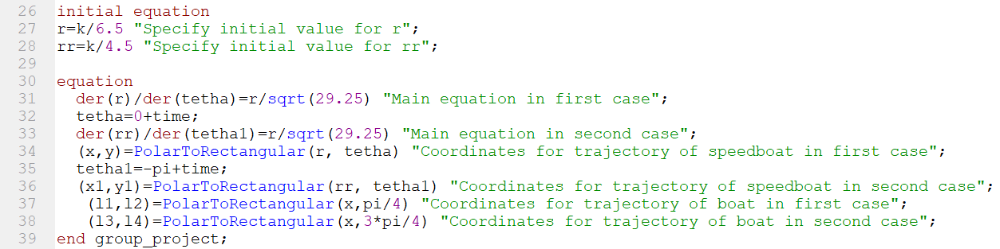 26 initial equation
27 r=k/6.5 "Specify initial value for r";
28 rr=k/4.5 "Specify initial value for rr";
29
30 equation
31 der(r)/der(tetha)=r/sqrt(29.25) "Main equation in first case";
32 tetha=0+time;
33 der(rr)/der(tetha1)=r/sqrt(29.25) "Main equation in second case";
34 (x,y)=PolarToRectangular(r, tetha) "Coordinates for trajectory of speedboat in first case";
35 tetha1=-pi+time;
36 (x1,y1)=PolarToRectangular(rr, tetha1) "Coordinates for trajectory of speedboat in second case";
37 (l1,l2)=PolarToRectangular(x,pi/4) "Coordinates for trajectory of boat in first case";
38 (l3,l4)=PolarToRectangular(x,3*pi/4) "Coordinates for trajectory of boat in second case";
39 end group_project;